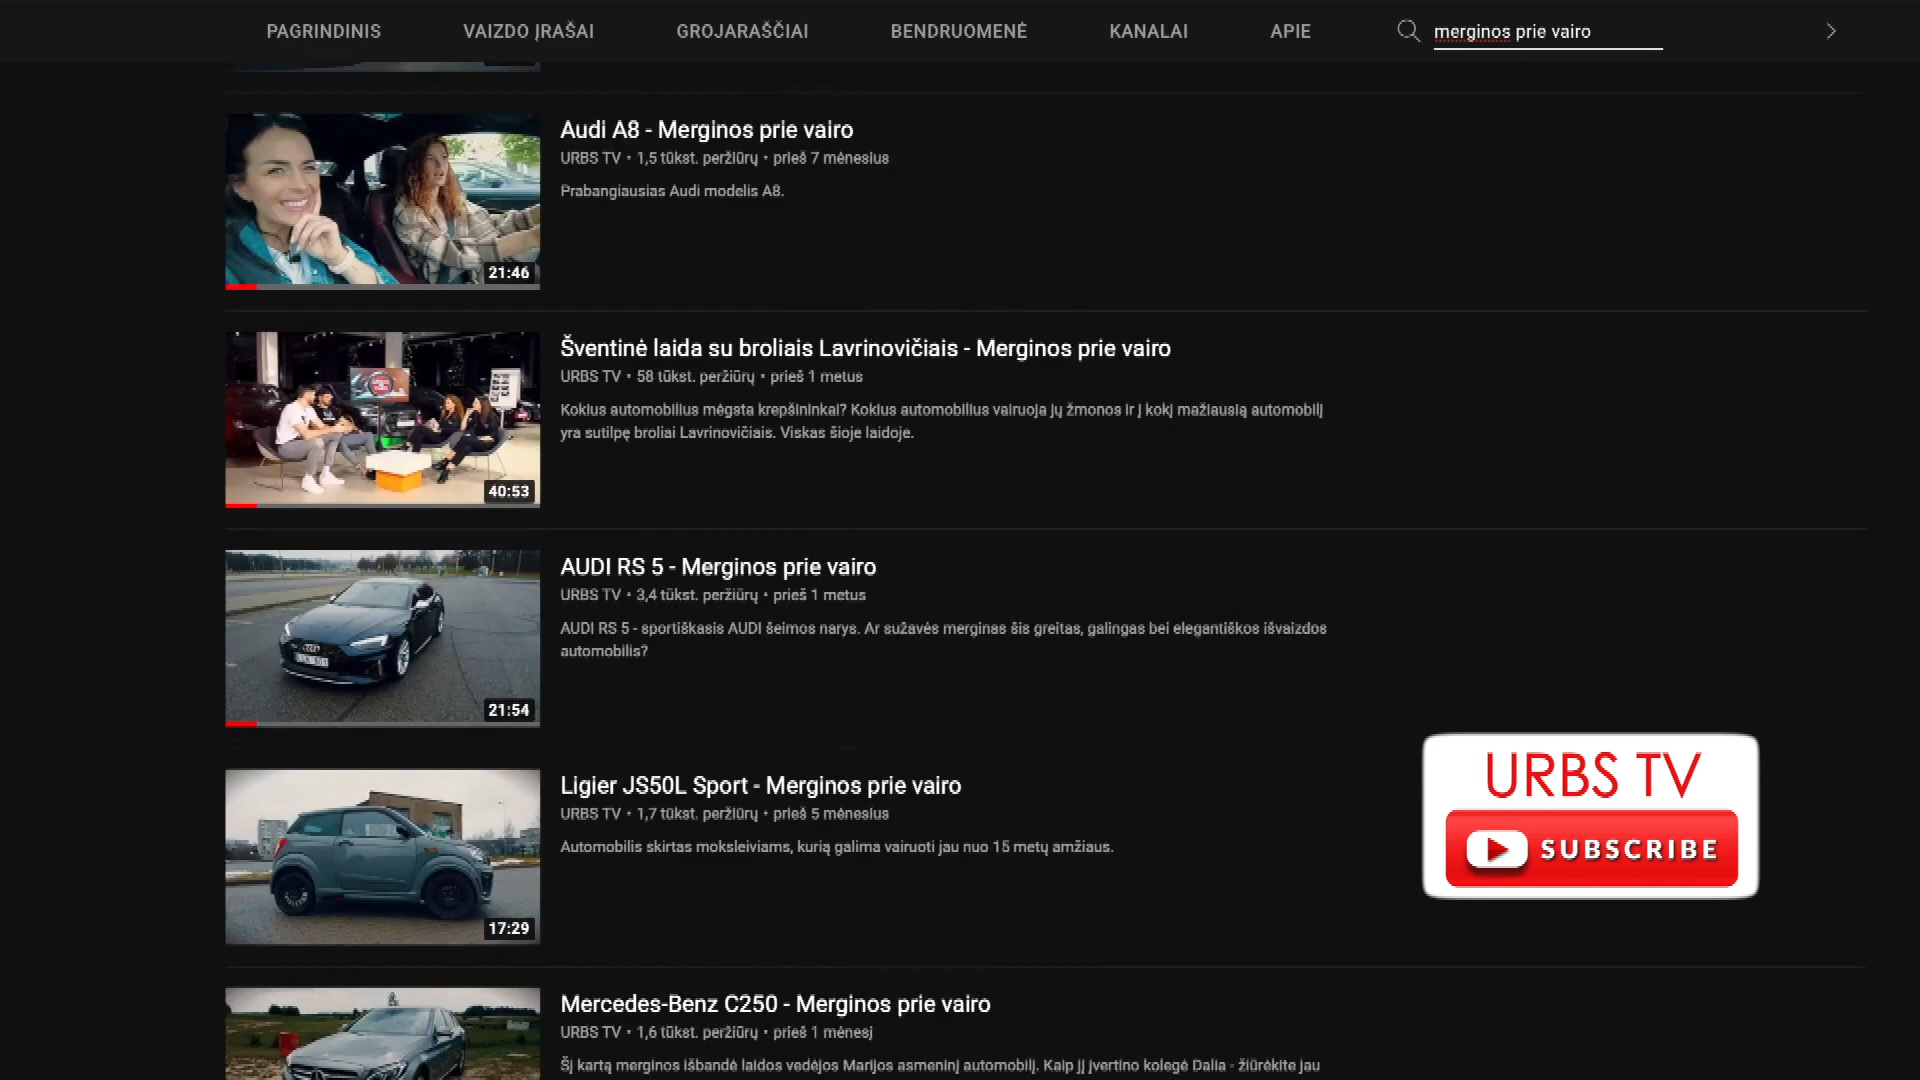 PAGRINDINIS VAIZDO ĮRAŠAI GROJARAŠČIAI BENDRUOMENĖ KANALAI APIE merginos prie vairo
Audi A8 - Merginos prie vairo
URBS TV • 1,5 tūkst. peržiūrų • prieš 7 mėnesius
Prabangiausias Audi modelis A8.
21:46
Šventinė laida su broliais Lavrinovičiais - Merginos prie vairo
URBS TV • 58 tūkst. peržiūrų • prieš 1 metus
Kokius automobilius mėgsta krepšininkai? Kokius automobilius vairuoja jų žmonos ir į kokį mažiausią automobilį
yra sutilpę broliai Lavrinovičiais. Viskas šioje laidoje.
40:53
AUDI RS 5 - Merginos prie vairo
URBS TV • 3,4 tūkst. peržiūrų • prieš 1 metus
AUDI RS 5 - sportiškasis AUDI šeimos narys. Ar sužavės merginas šis greitas, galingas bei elegantiškos išvaizdos
automobilis?
21:54
Ligier JS50L Sport - Merginos prie vairo
URBS TV • 1,7 tūkst. peržiūrų • prieš 5 mėnesius
Automobilis skirtas moksleiviams, kurią galima vairuoti jau nuo 15 metų amžiaus.
17:29
URBS TV
SUBSCRIBE
Mercedes-Benz C250 - Merginos prie vairo
URBS TV • 1,6 tūkst. peržiūrų • prieš 1 mėnesį
Šį kartą merginos išbandė laidos vedėjos Marijos asmeninį automobilį. Kaip jį įvertino kolegė Dalia - žiūrėkite jau